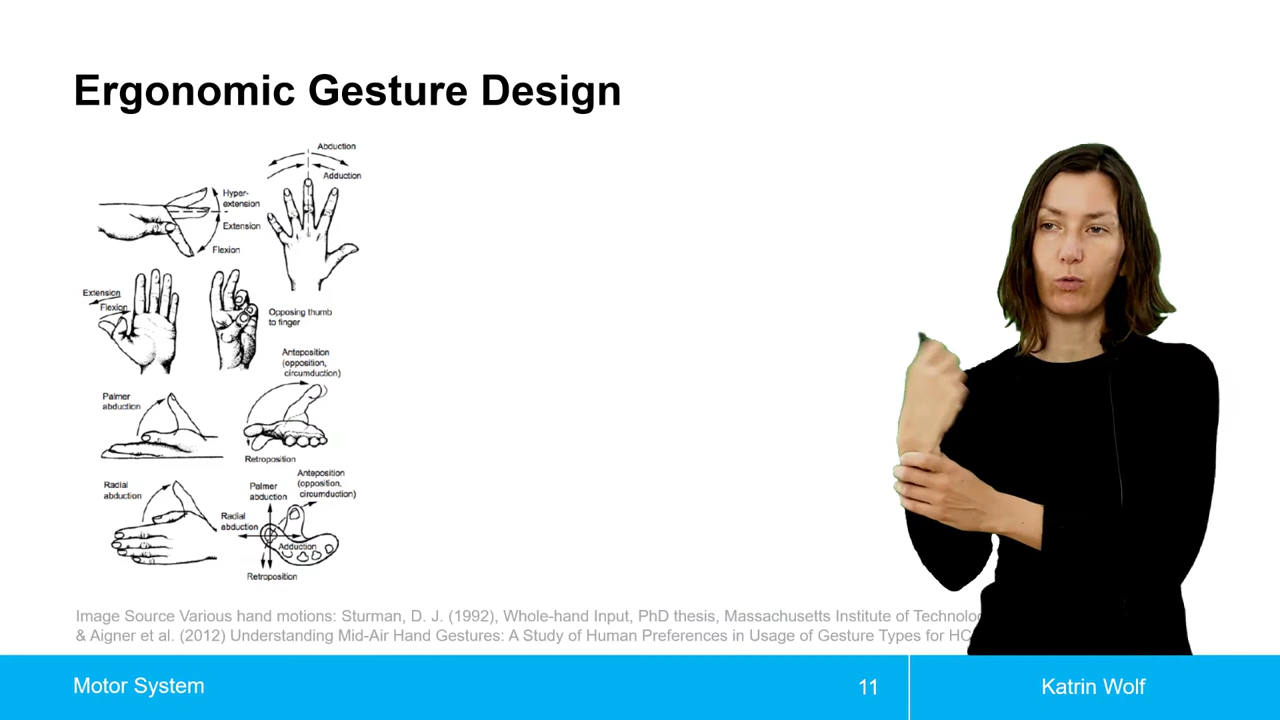 Ergonomic Gesture Design
Abduction
Adduction
Hyper-
extension
Extension
Flexion
Extension
Flexion
Opposing thumb
to finger
Anteposition
(opposition,
circumduction)
Palmer
abduction
Retroposition
Radial
abduction
Palmer
abduction
Anteposition
(opposition,
circumduction)
Radial
abduction
Adduction
Retroposition
Image Source Various hand motions: Sturman, D. J. (1992), Whole-hand Input, PhD thesis, Massachusetts Institute of
& Aigner et al. (2012) Understanding Mid-Air Hand Gestures: A Study of Human Preferences in Usage of Gesture Types for
Motor System
11
Katrin Wolf